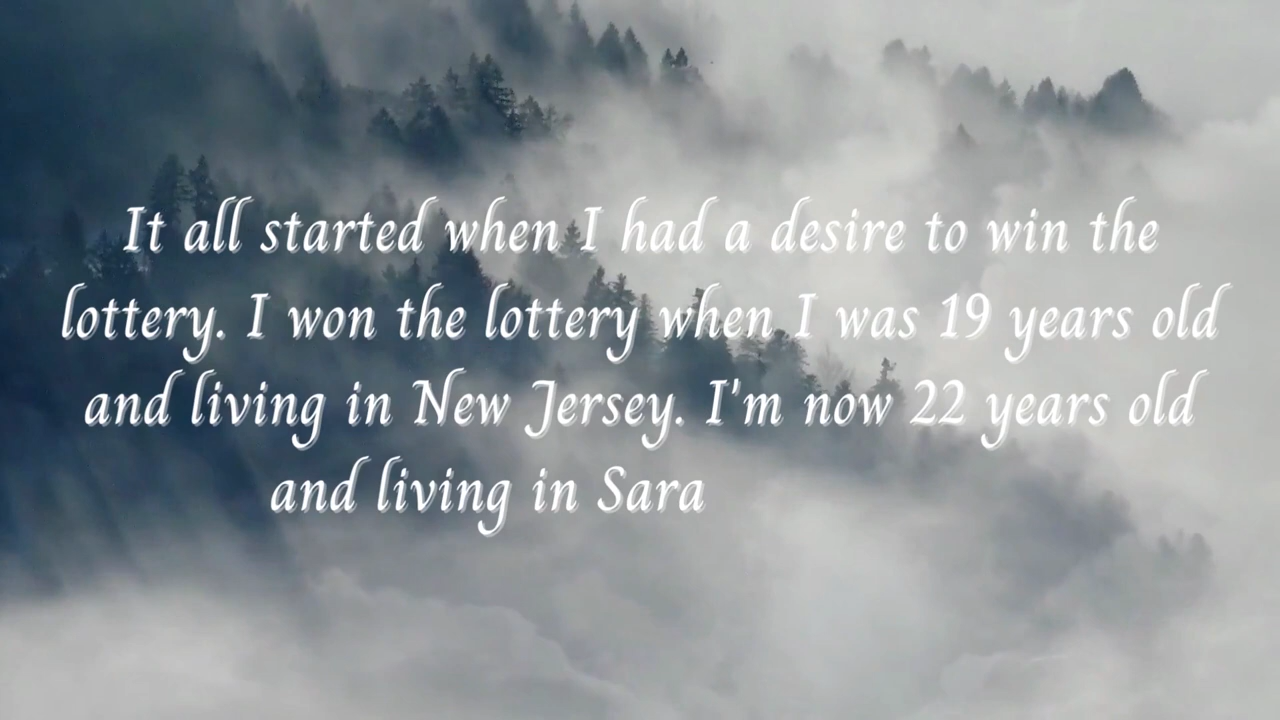 It all started when I had a desire to win the
lottery. I won the lottery when I was 19 years old
and living in New Jersey. I'm now 22 years old
and living in Sara